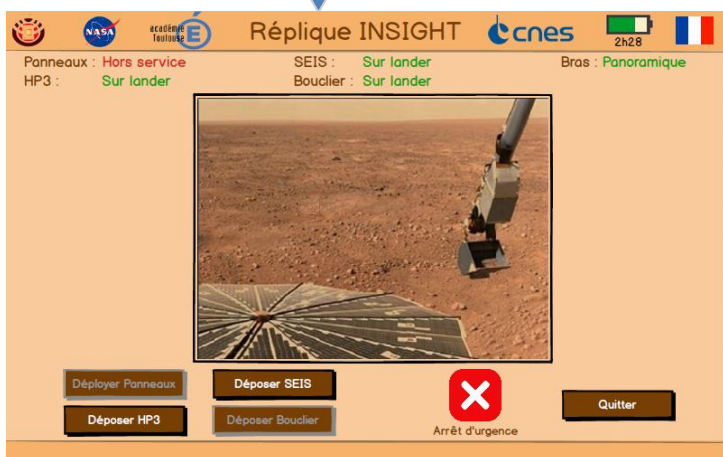 NASA
académie
Toulouse
É
Réplique INSIGHT
cnes
2h28
Panneaux : Hors service
SEIS : Sur lander
Bras : Panoramique
HP3 : Sur lander
Bouclier : Sur lander
Déployer Panneaux
Déposer SEIS
Déposer HP3
Déposer Bouclier
Arrêt d'urgence
Quitter